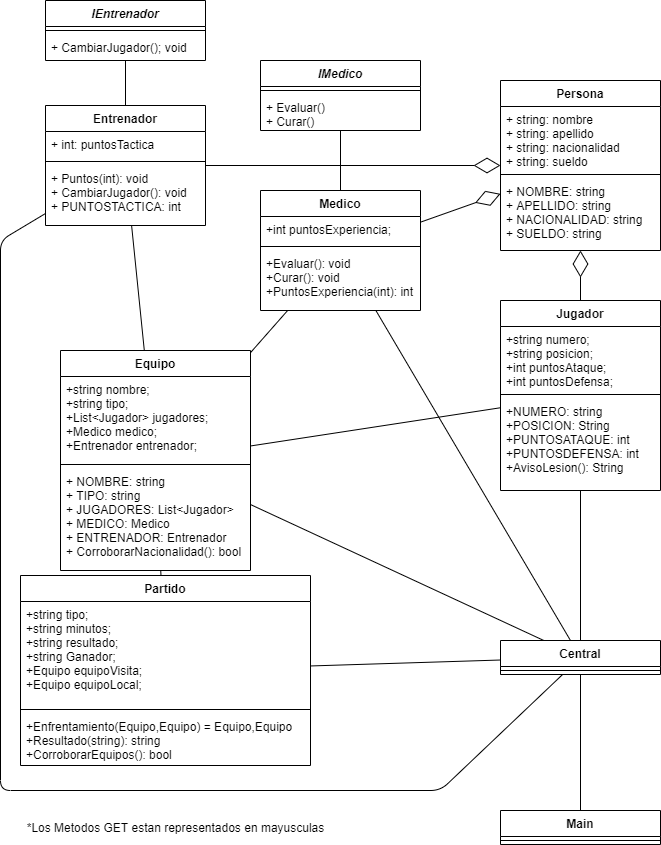 IEntrenador
+ CambiarJugador(); void
IMedico
+ Evaluar()
+ Curar()
Persona
+ string: nombre
+ string: apellido
+ string: nacionalidad
+ string: sueldo
+ NOMBRE: string
+ APELLIDO: string
+ NACIONALIDAD: string
+ SUELDO: string
Entrenador
+ int: puntosTactica
+ Puntos(int): void
+ CambiarJugador(): void
+ PUNTOSTACTICA: int
Medico
+int puntosExperiencia;
+Evaluar(): void
+Curar(): void
+PuntosExperiencia(int): int
Jugador
+string numero;
+string posicion;
+int puntosAtaque;
+int puntosDefensa;
+NUMERO: string
+POSICION: String
+PUNTOSATAQUE: int
+PUNTOSDEFENSA: int
+AvisoLesion(): String
Equipo
+string nombre;
+string tipo;
+List<Jugador> jugadores;
+Medico medico;
+Entrenador entrenador;
+ NOMBRE: string
+ TIPO: string
+ JUGADORES: List<Jugador>
+ MEDICO: Medico
+ ENTRENADOR: Entrenador
+ CorroborarNacionalidad(): bool
Partido
+string tipo;
+string minutos;
+string resultado;
+string Ganador;
+Equipo equipoVisita;
+Equipo equipoLocal;
+Enfrentamiento(Equipo,Equipo) = Equipo,Equipo
+Resultado(string): string
+CorroborarEquipos(): bool
Central
Main
*Los Metodos GET estan representados en mayusculas